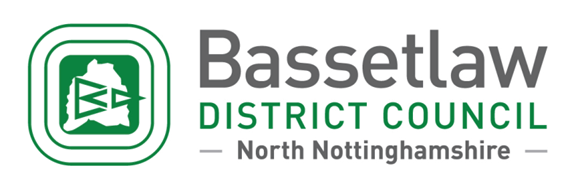 Bassetlaw
DISTRICT COUNCIL
North Nottinghamshire